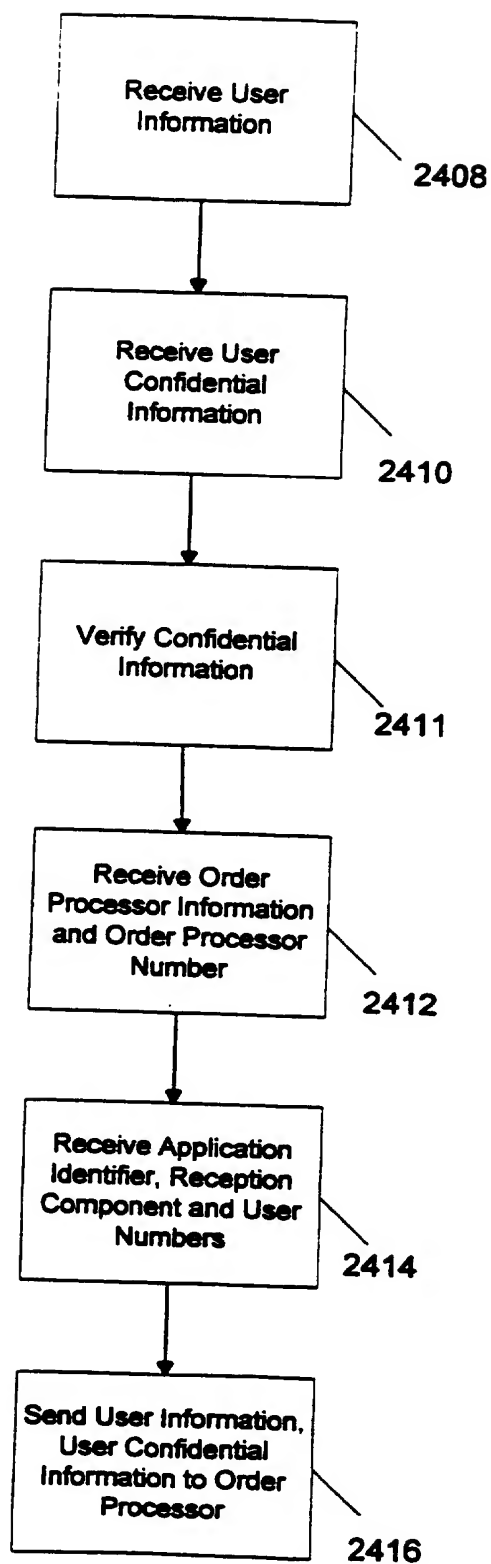 Receive User
Information
2408
Receive User
Confidential
Information
2410
Verify Confidential
Information
2411
Receive Order
Processor Information
and Order Processor
Number
2412
Receive Application
Identifier, Reception
Component and User
Numbers
2414
Send User Information,
User Confidential
Information to Order
Processor
2416